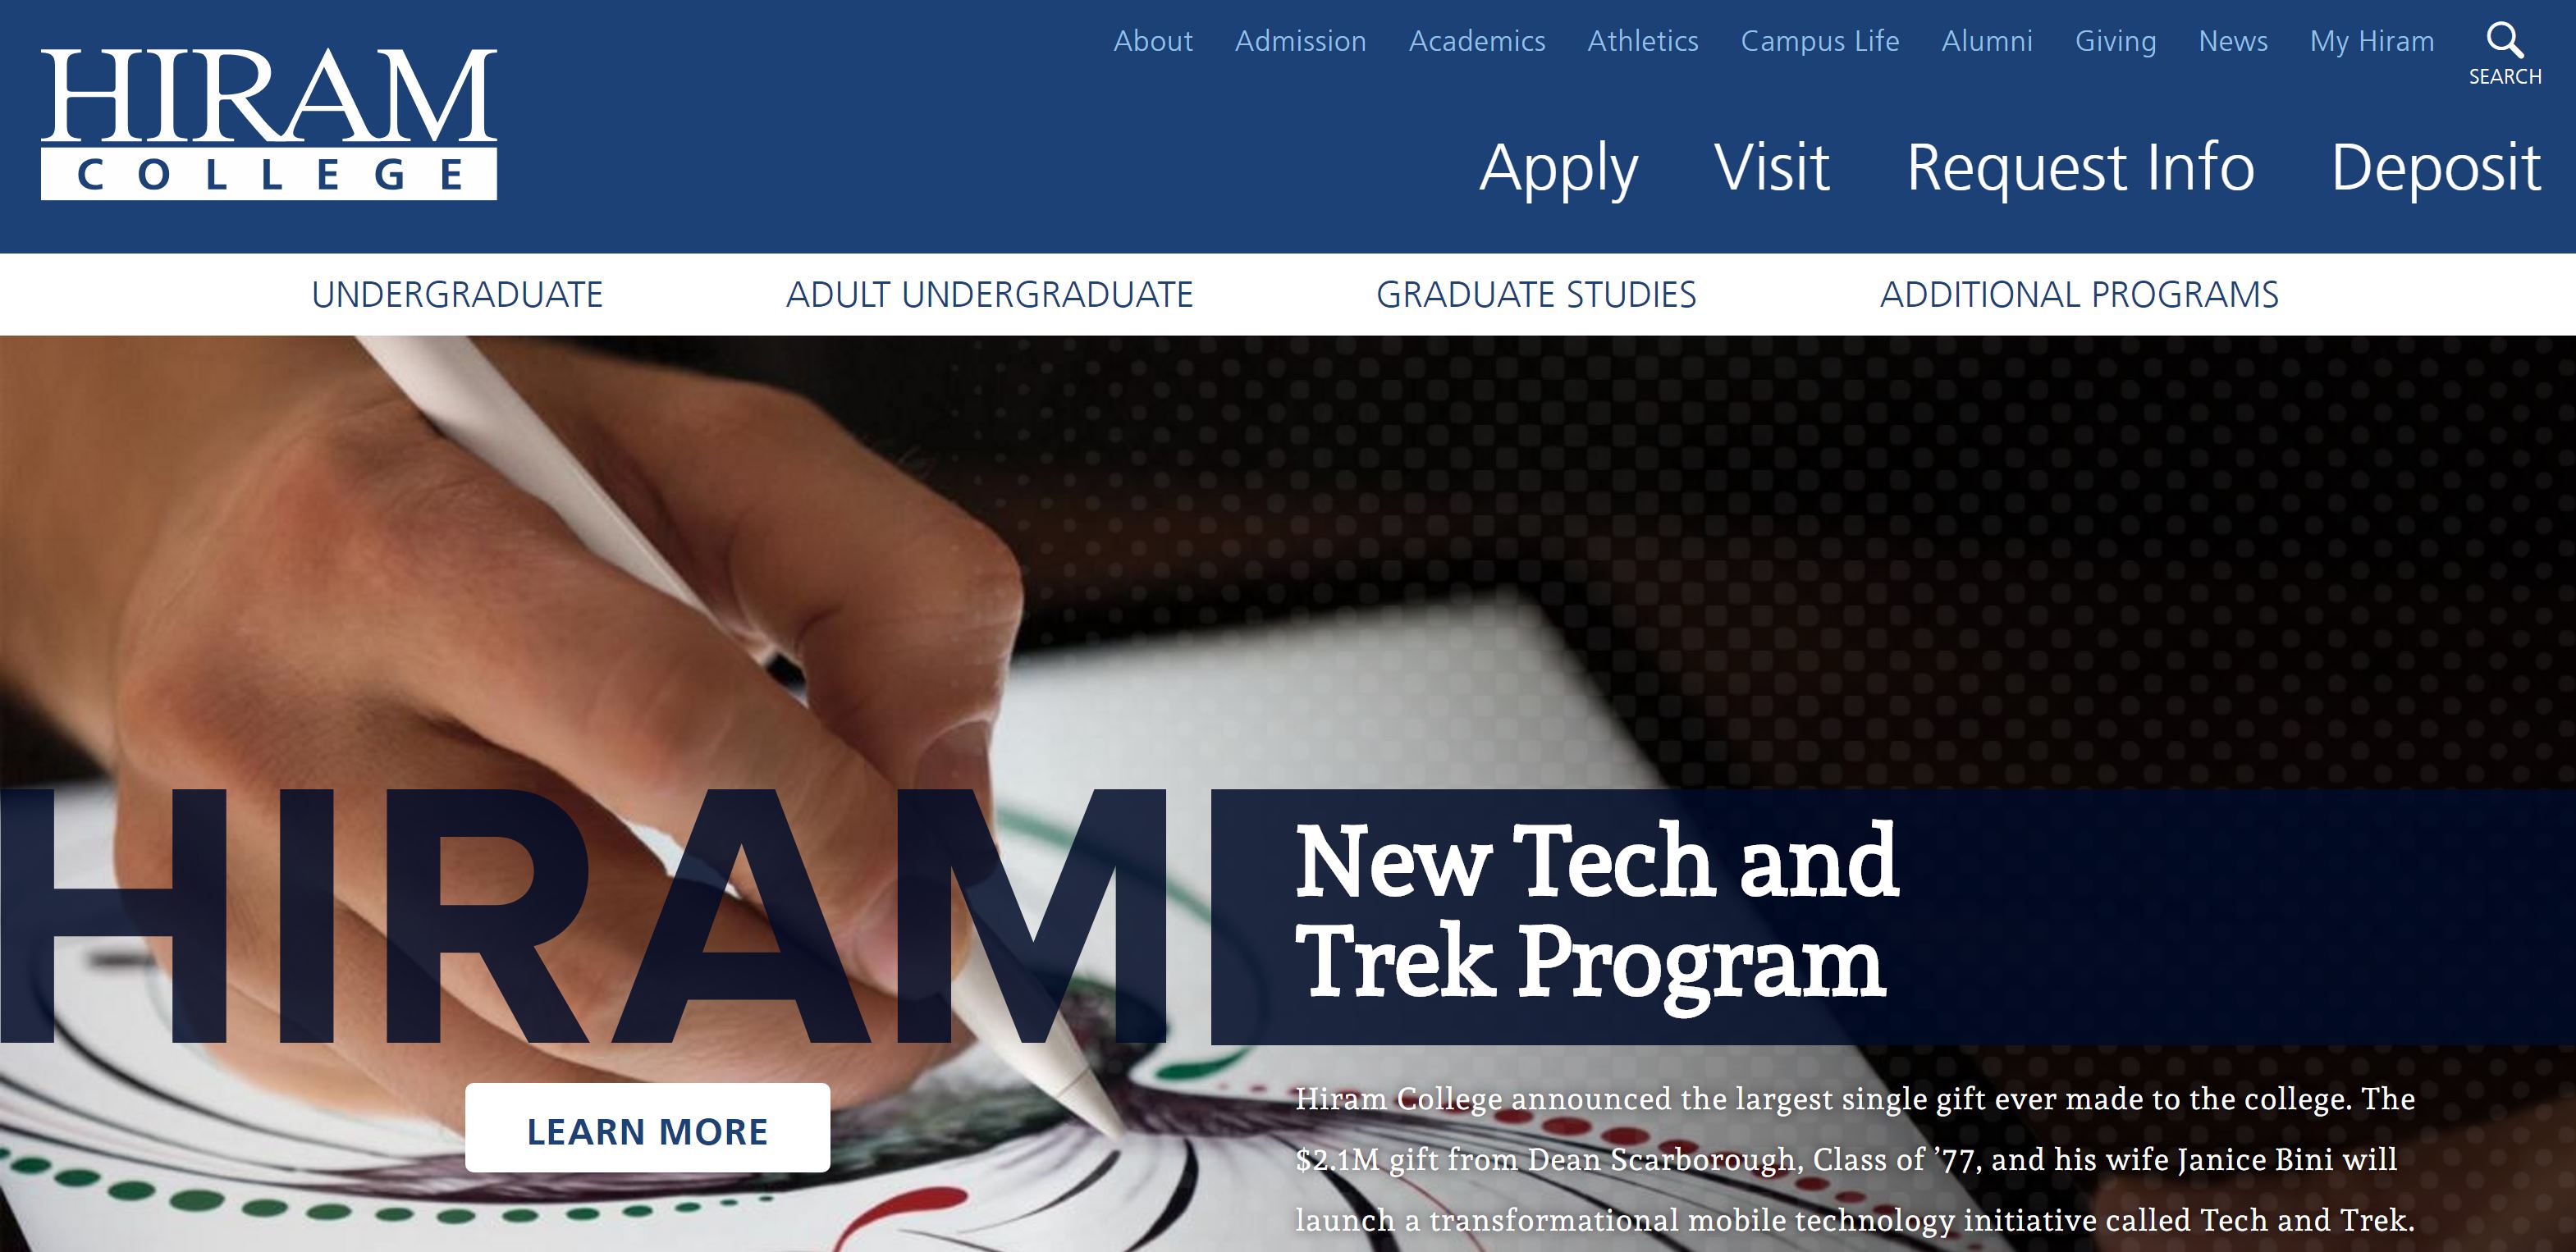 HIRAM
COLLEGE
About Admission Academics Athletics Campus Life Alumni Giving News My Hiram
SEARCH
Apply Visit Request Info Deposit
UNDERGRADUATE ADULT UNDERGRADUATE GRADUATE STUDIES ADDITIONAL PROGRAMS
HIRAM
New Tech and
Trek Program
LEARN MORE
Hiram College announced the largest single gift ever made to the college. The
$2.1M gift from Dean Scarborough, Class of ’77, and his wife Janice Bini will
launch a transformational mobile technology initiative called Tech and Trek.